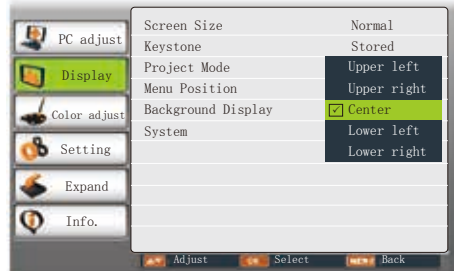 PC adjust
Display
Color adjust
Setting
Expand
Info.
Screen Size Normal
Keystone Stored
Project Mode Upper left
Menu Position Upper right
Background Display Center
System Lower left
Lower right
Adjust Select MENU Back